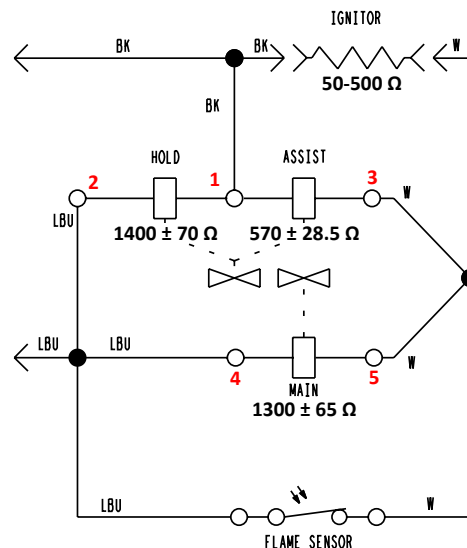 IGNITOR
BK BK W
50-500 Ω
BK
HOLD ASSIST
2 1 3
LBU W
1400 ± 70 Ω 570 ± 28.5 Ω
LBU LBU W
4 5
MAIN
1300 ± 65 Ω
LBU W
FLAME SENSOR